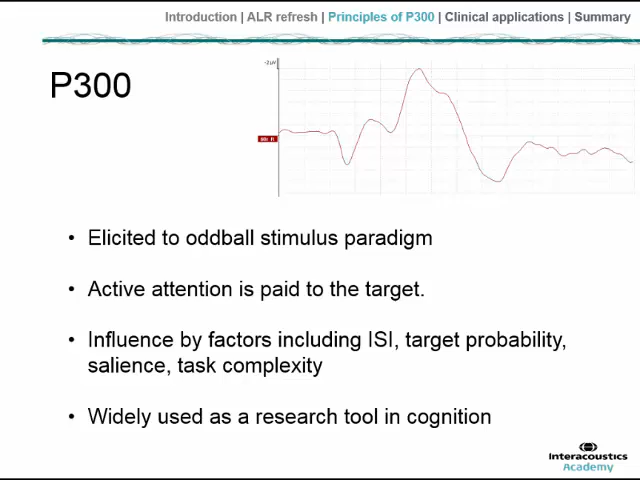 Introduction | ALR refresh | Principles of P300 | Clinical applications | Summary
P300
• Elicited to oddball stimulus paradigm
• Active attention is paid to the target.
• Influence by factors including ISI, target probability,
salience, task complexity
• Widely used as a research tool in cognition
Interacoustics
Academy